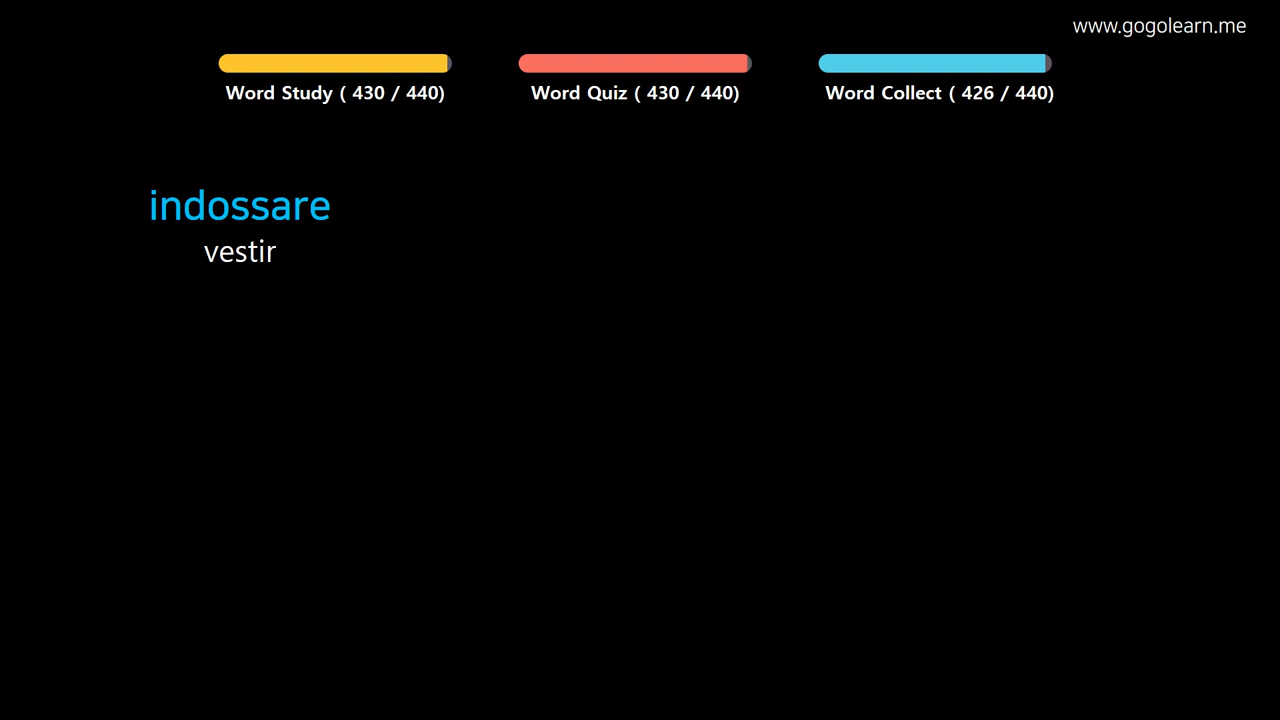 www.gogolearn.me
Word Study ( 430 / 440)
Word Quiz ( 430 / 440)
Word Collect ( 426 / 440)
indossare
vestir